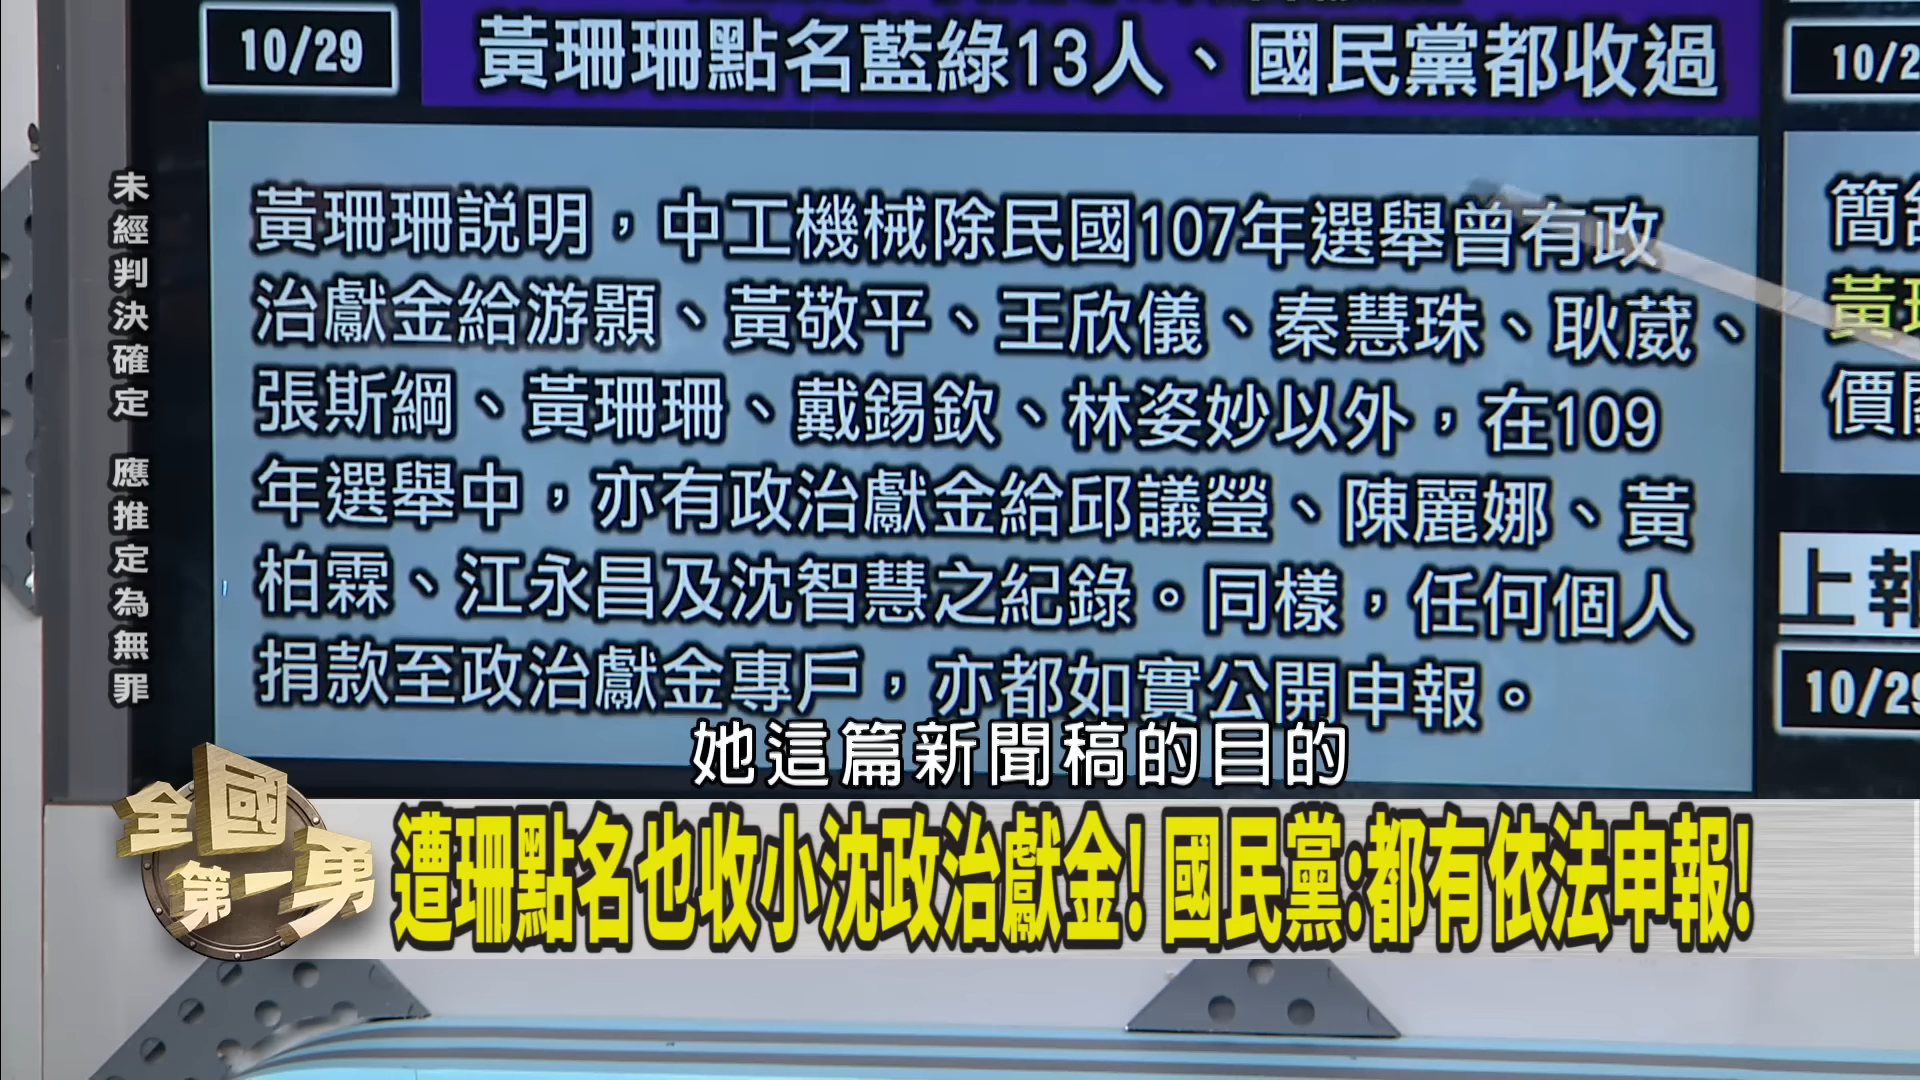 10/29
黃珊珊點名藍綠13人、國民黨都收過
黃珊珊說明，中工機械除民國107年選舉曾有政
治獻金給游顥、黃敬平、王欣儀、秦慧珠、耿葳、
張斯綱、黃珊珊、戴錫欽、林姿妙以外，在109
年選舉中，亦有政治獻金給邱議瑩、陳麗娜、黃
柏霖、江永昌及沈智慧之紀錄。同樣，任何個人
捐款至政治獻金專戶，亦都如實公開申報。
10/2
簡舒
黃珊
價關
上報
10/29
未經判決確定 應推定為無罪
她這篇新聞稿的目的
全國第一勇
遭珊點名也收小沈政治獻金! 國民黨:都有依法申報!